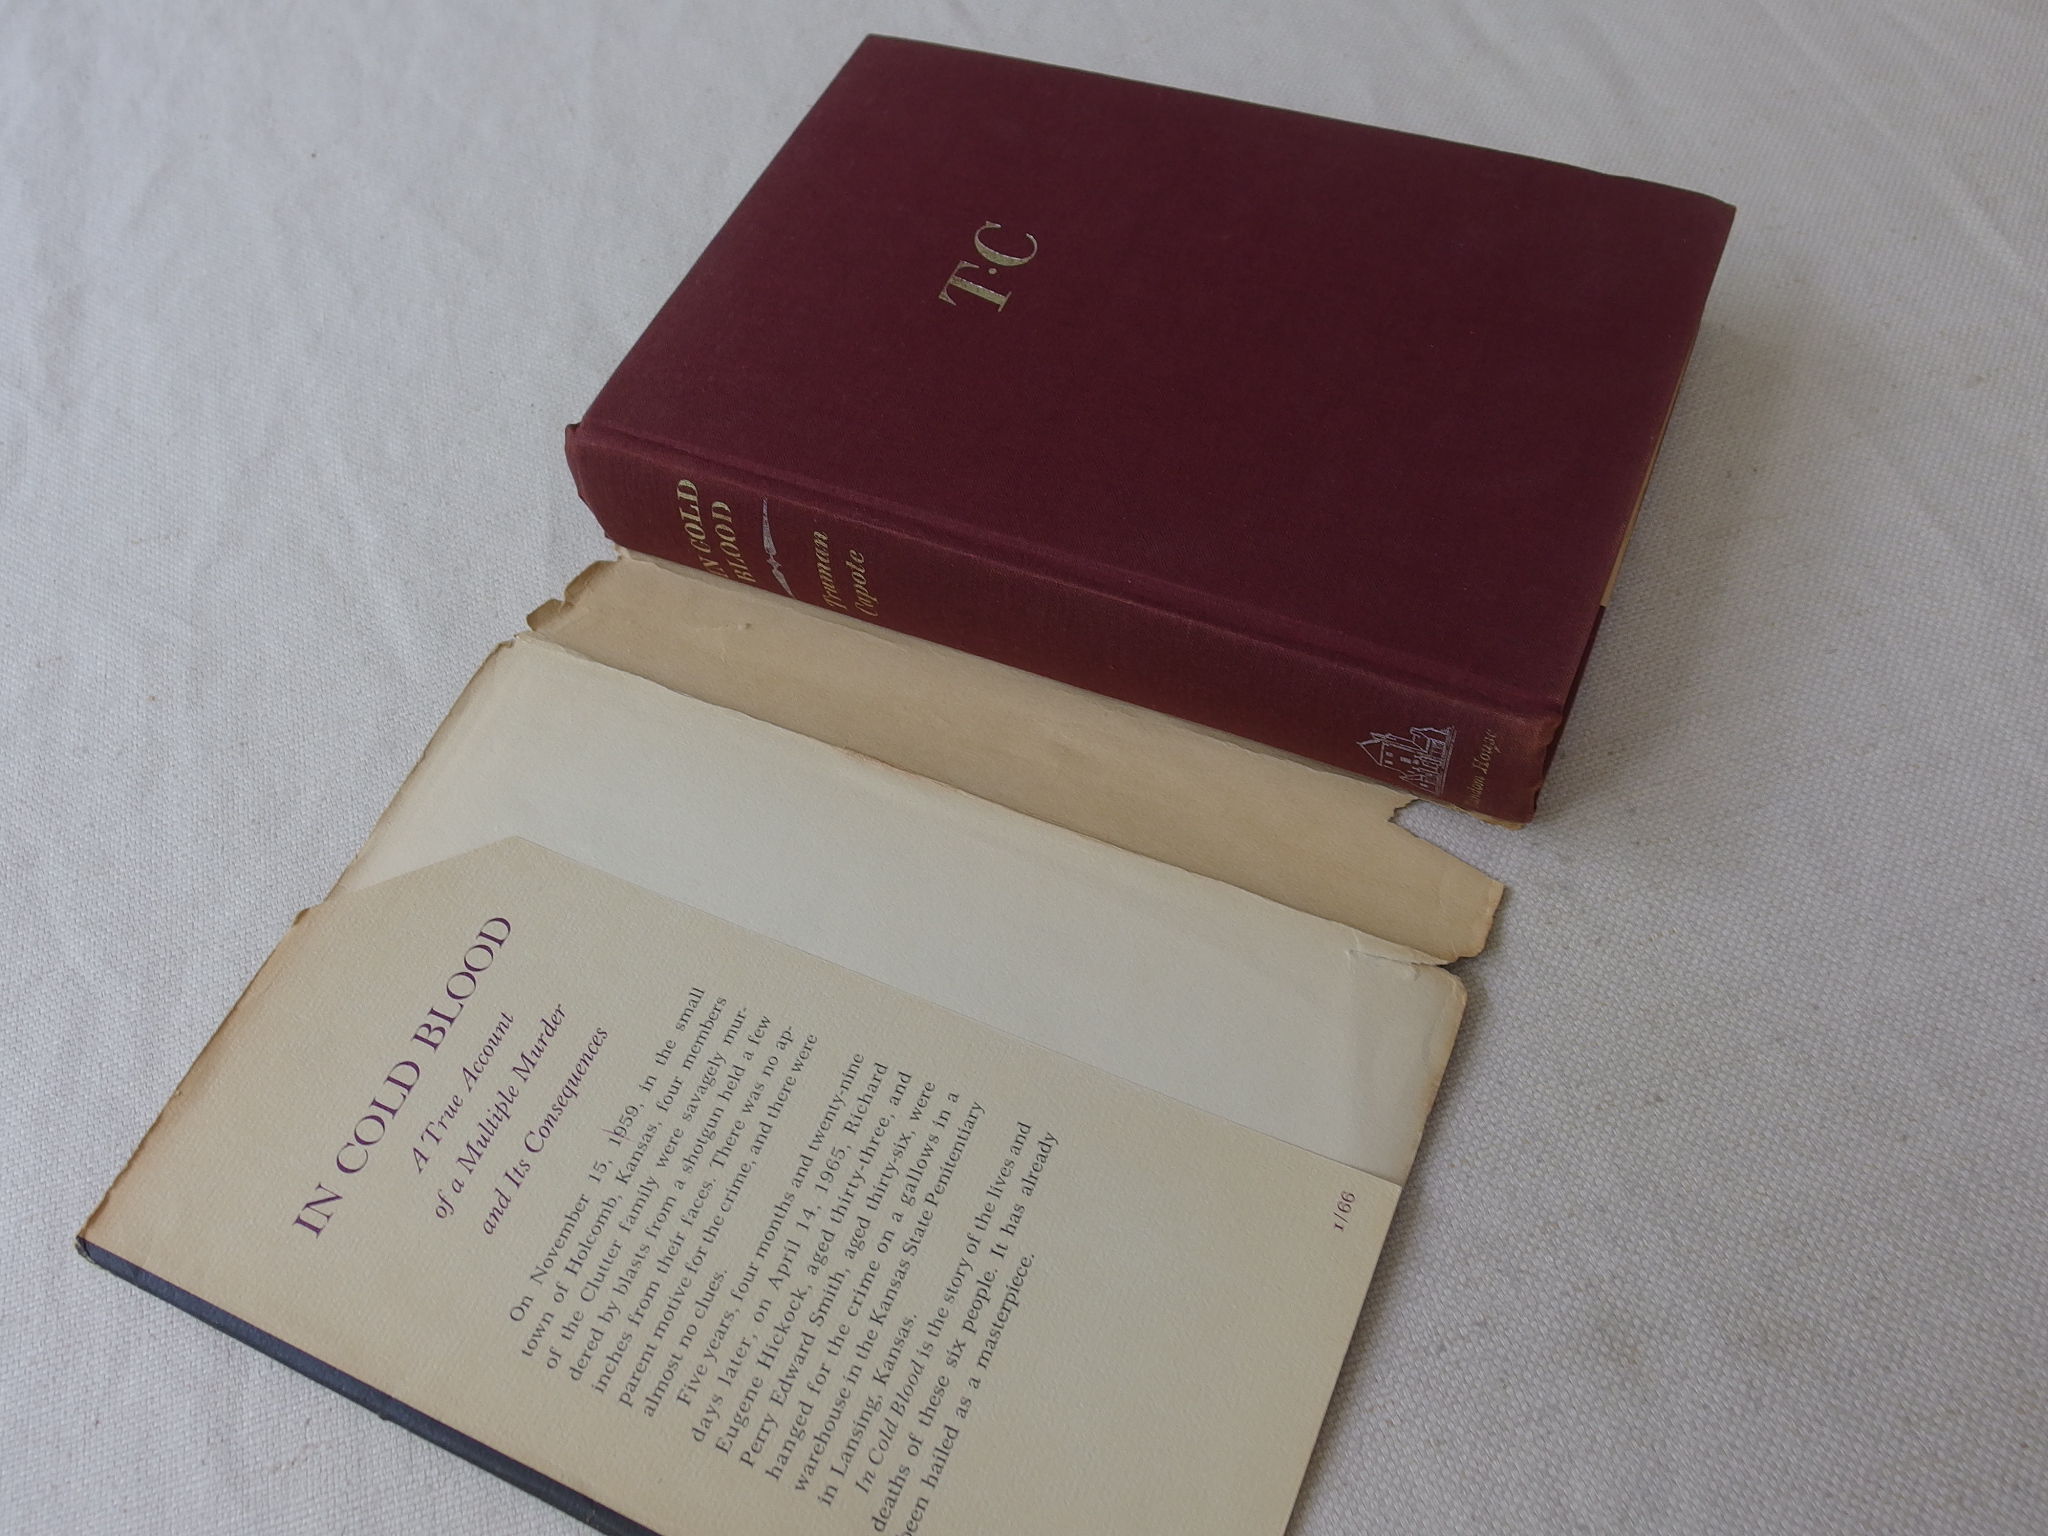 T·C
IN COLD
BLOOD
Truman
Capote
Random House
IN COLD BLOOD
A True Account
of a Multiple Murder
and Its Consequences
On November 15, 1959, in the small
town of Holcomb, Kansas, four members
of the Clutter family were savagely mur-
dered by blasts from a shotgun held a few
inches from their faces. There was no ap-
parent motive for the crime, and there were
almost no clues.
Five years, four months and twenty-nine
days later, on April 14, 1965, Richard
Eugene Hickock, aged thirty-three, and
Perry Edward Smith, aged thirty-six, were
hanged for the crime on a gallows in a
warehouse in the Kansas State Penitentiary
in Lansing, Kansas.
In Cold Blood is the story of the lives and
deaths of these six people. It has already
been hailed as a masterpiece.
1/66